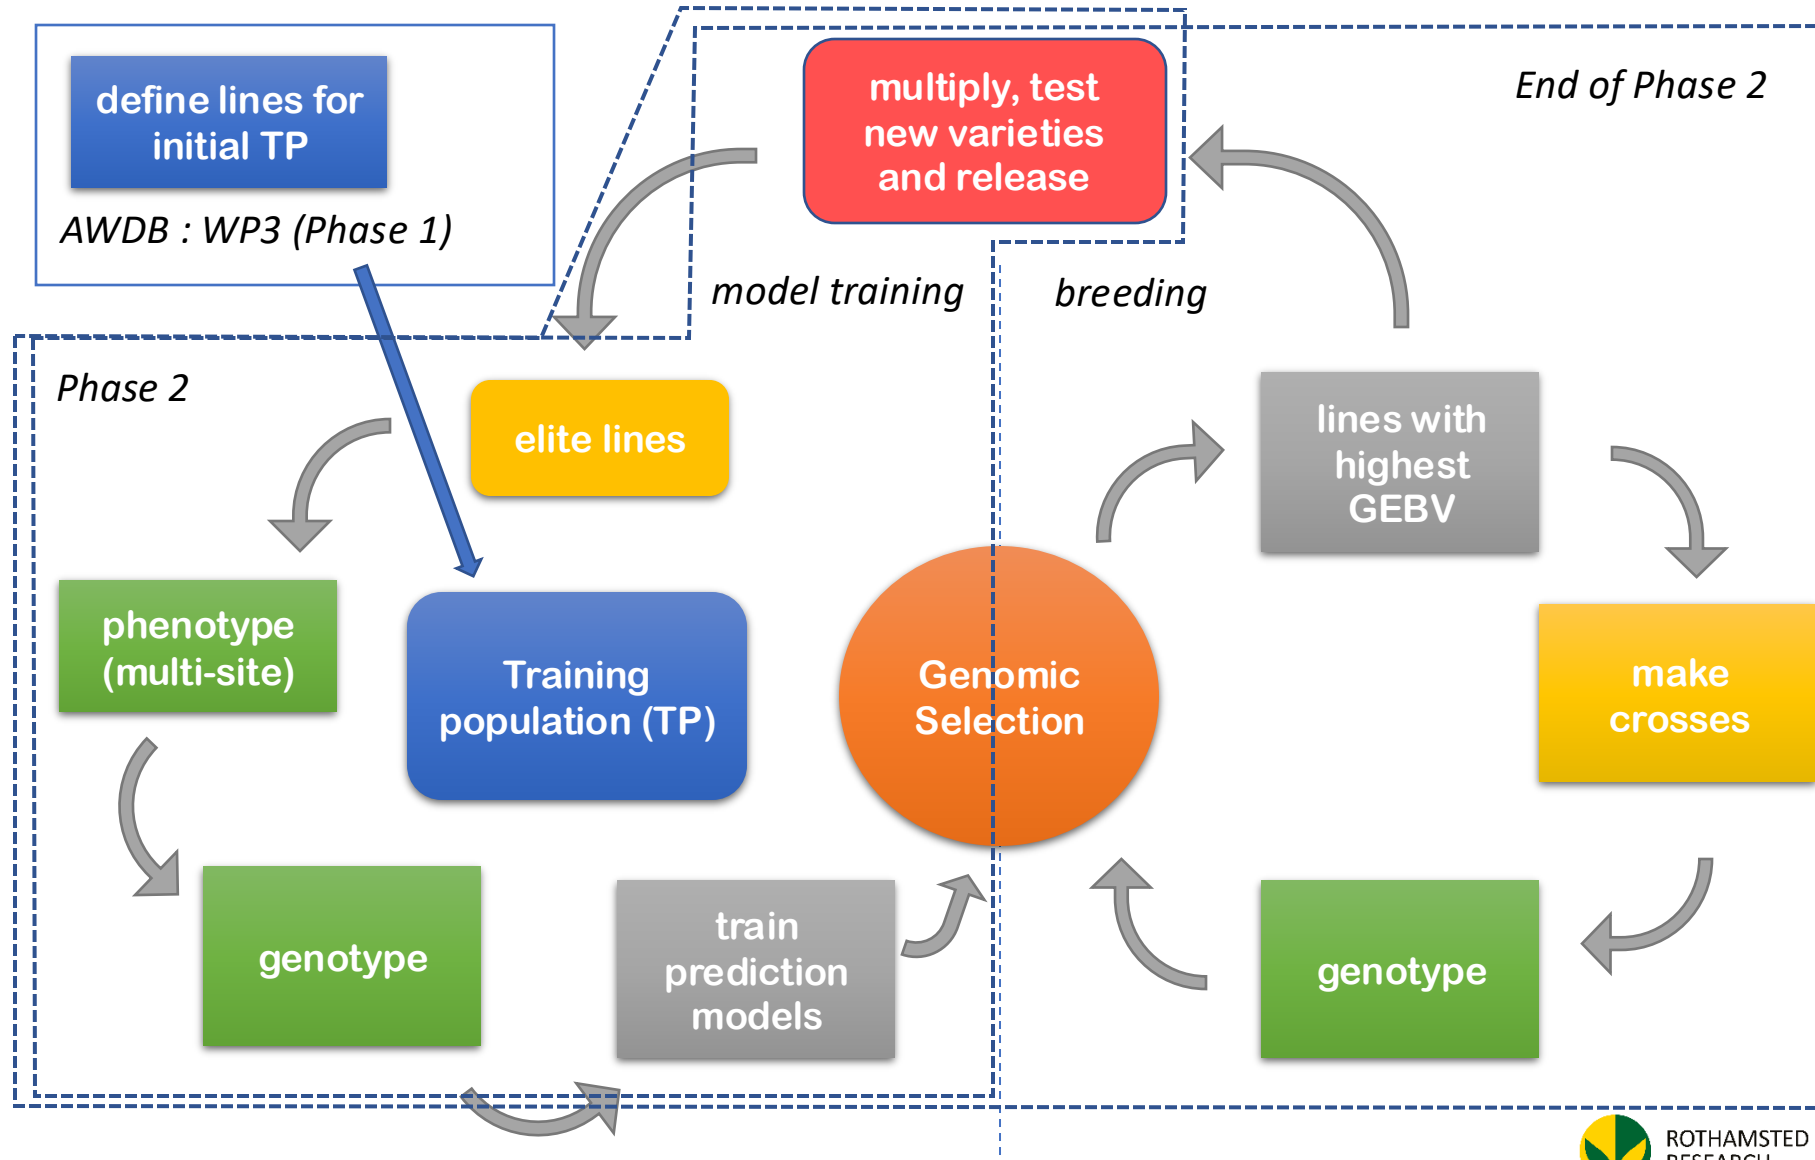 define lines for
initial TP
AWDB : WP3 (Phase 1)
multiply, test
new varieties
and release
End of Phase 2
model training
breeding
Phase 2
elite lines
lines with
highest
GEBV
phenotype
(multi-site)
Training
population (TP)
Genomic
Selection
make
crosses
genotype
train
prediction
models
genotype
ROTHAMSTED
RESEARCH